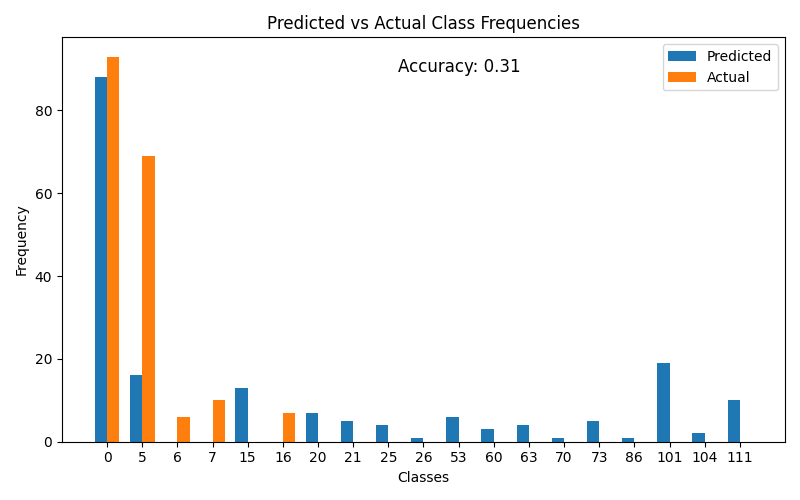 Predicted vs Actual Class Frequencies
Accuracy: 0.31
Predicted
Actual
Frequency
80
60
40
20
0
0 5 6 7 15 16 20 21 25 26 53 60 63 70 73 86 101 104 111
Classes